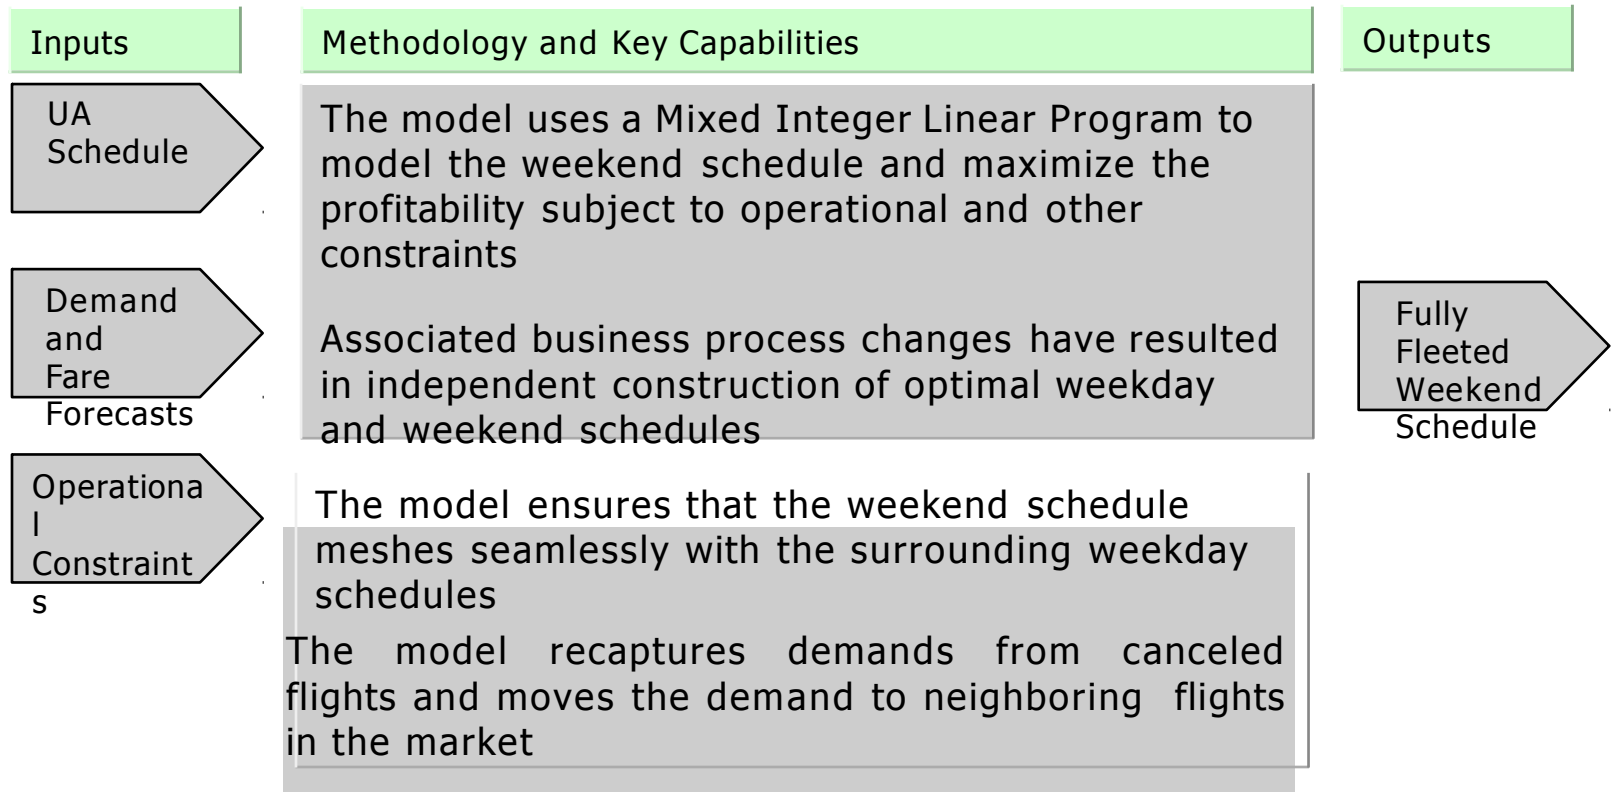 Inputs
Methodology and Key Capabilities
Outputs
UA
Schedule
Demand
and
Fare
Forecasts
Operationa
l
Constraint
s
The model uses a Mixed Integer Linear Program to
model the weekend schedule and maximize the
profitability subject to operational and other
constraints
Associated business process changes have resulted
in independent construction of optimal weekday
and weekend schedules
The model ensures that the weekend schedule
meshes seamlessly with the surrounding weekday
schedules
The model recaptures demands from canceled
flights and moves the demand to neighboring flights
in the market
Fully
Fleeted
Weekend
Schedule